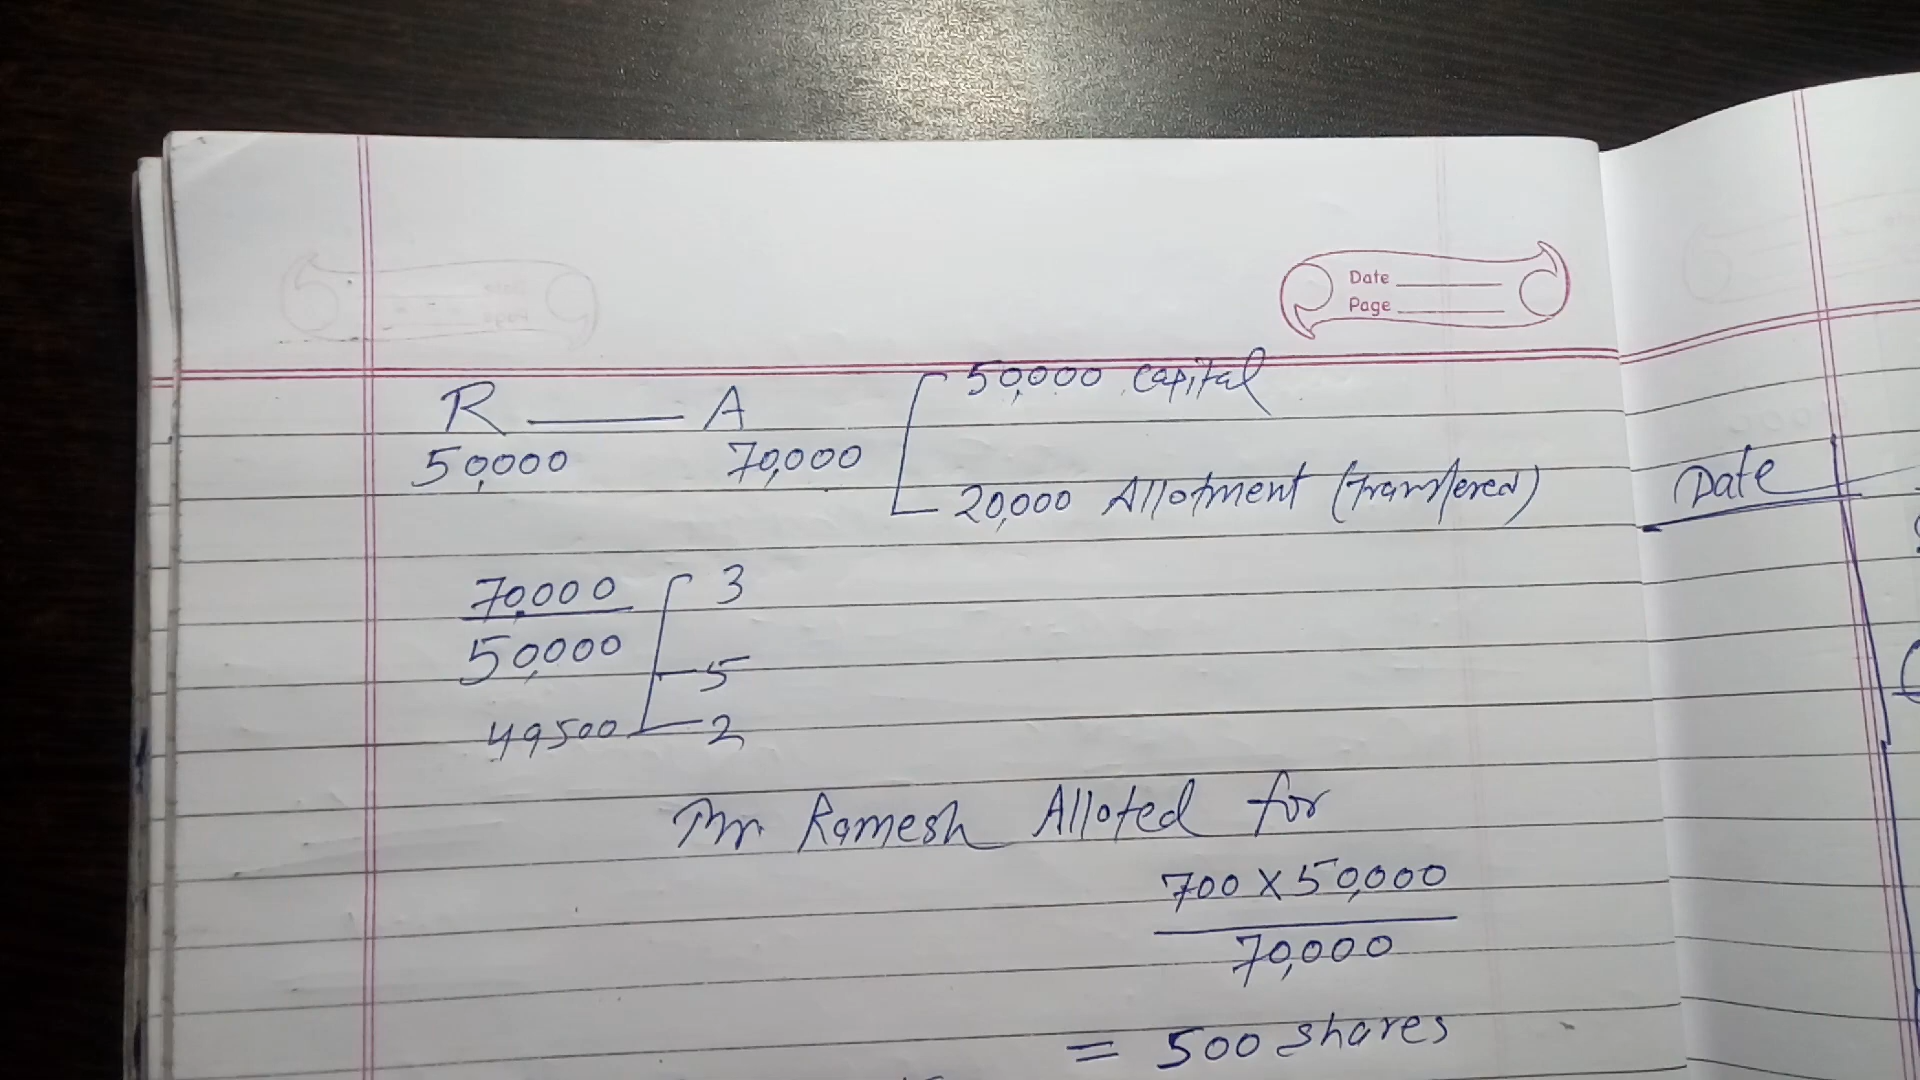 Date
Page
R — A
50,000 70,000
50,000 capital
20,000 Allotment (Transfered)
Date
70,000 3
50,000 5
49500 2
Mr Ramesh Alloted for
700 x 50,000
70,000
= 500 shares